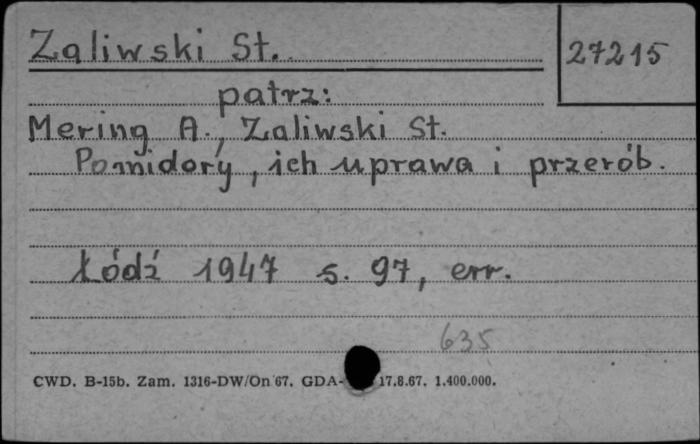 Zaliwski St.
27215
patrz:
Mering A., Zaliwski St.
Pomidory, ich uprawa i przerób.
Łódź 1947 s. 97, err.
635
CWD. B-15b. Zam. 1316-DW/On 67. GDA- 17.8.67. 1.400.000.